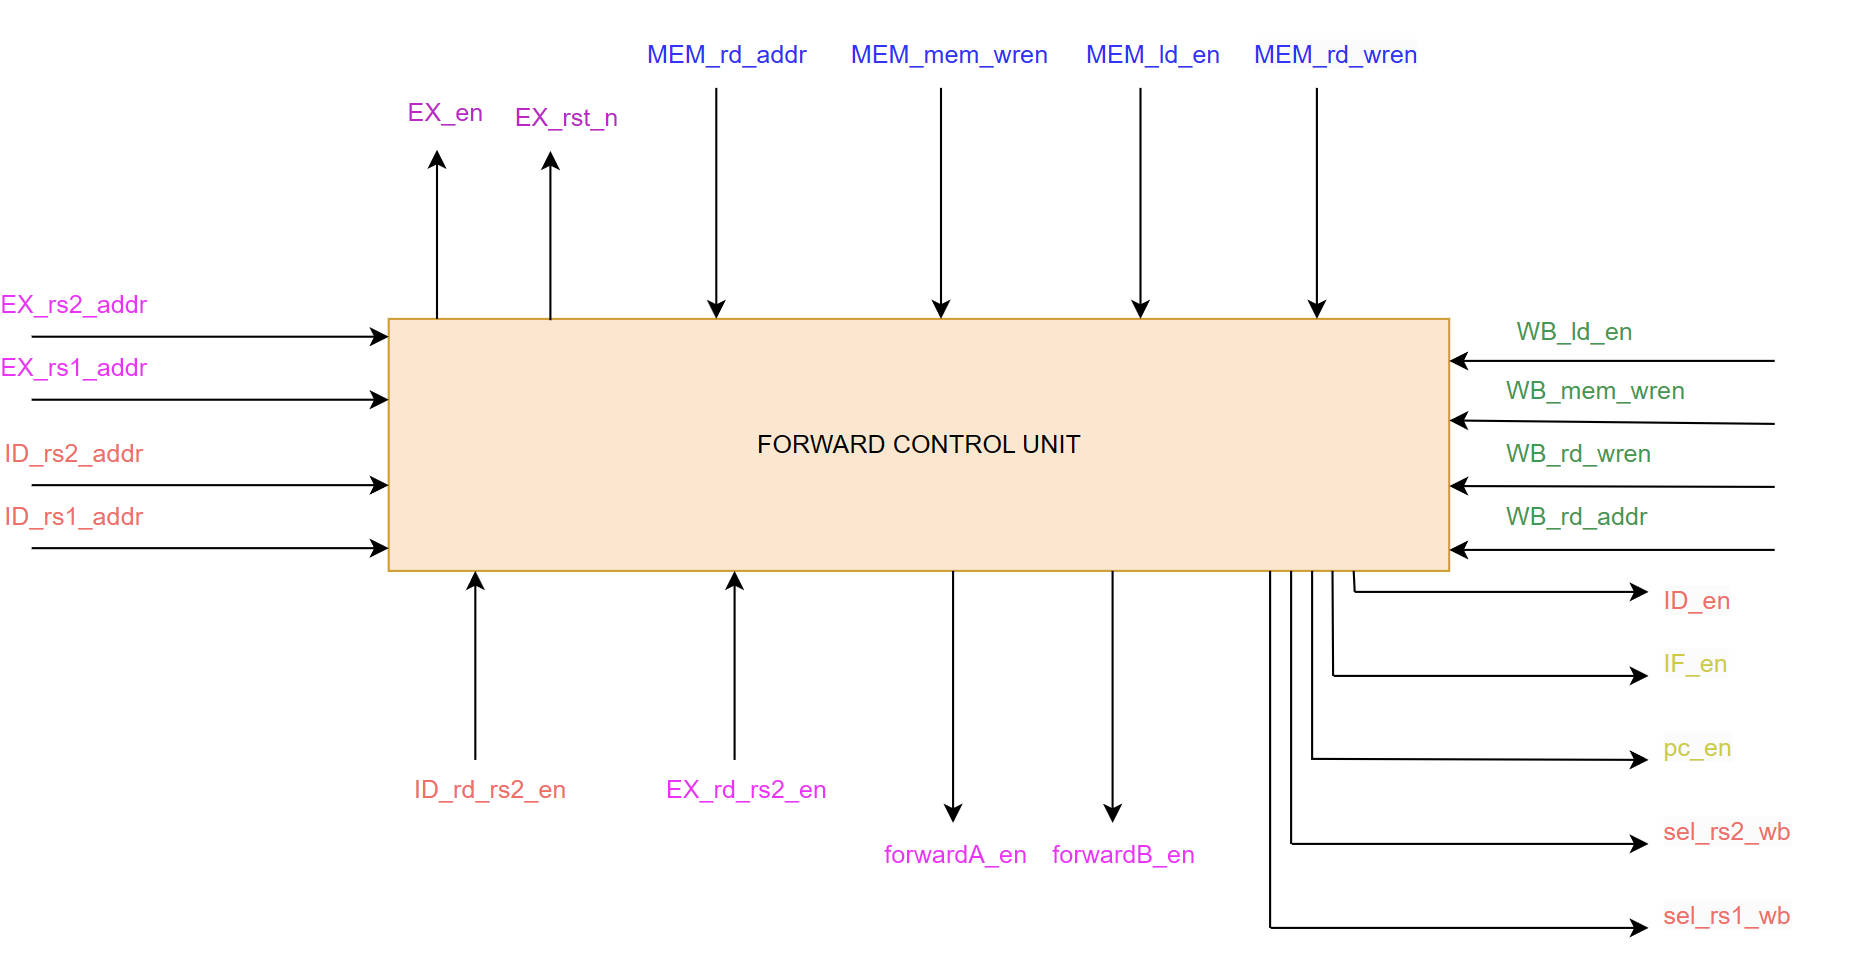 MEM_rd_addr
MEM_mem_wren
MEM_ld_en
MEM_rd_wren
EX_en
EX_rst_n
EX_rs2_addr
EX_rs1_addr
ID_rs2_addr
ID_rs1_addr
FORWARD CONTROL UNIT
WB_ld_en
WB_mem_wren
WB_rd_wren
WB_rd_addr
ID_en
IF_en
pc_en
sel_rs2_wb
sel_rs1_wb
ID_rd_rs2_en
EX_rd_rs2_en
forwardA_en
forwardB_en